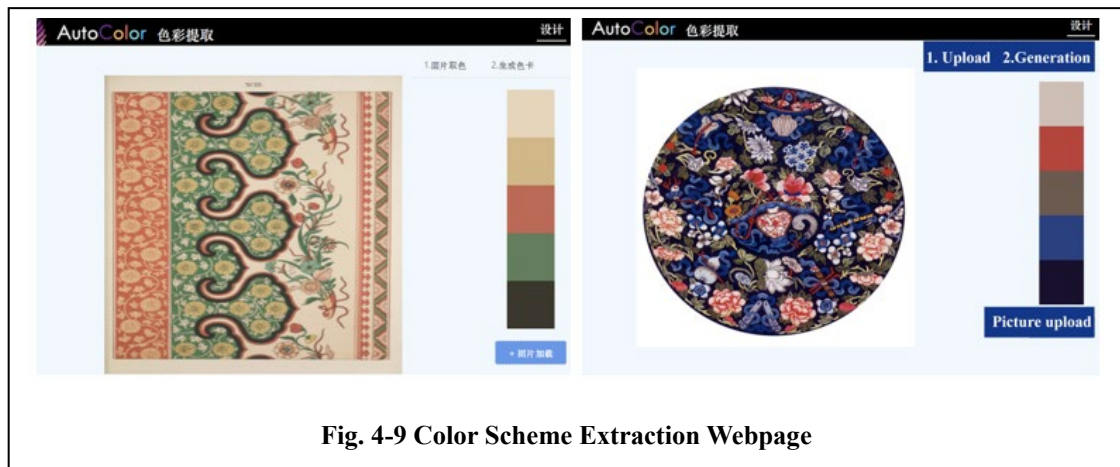 AutoColor 色彩提取
设计
1.图片取色 2.生成色卡
+ 图片加载
AutoColor 色彩提取
设计
1. Upload 2.Generation
Picture upload
Fig. 4-9 Color Scheme Extraction Webpage